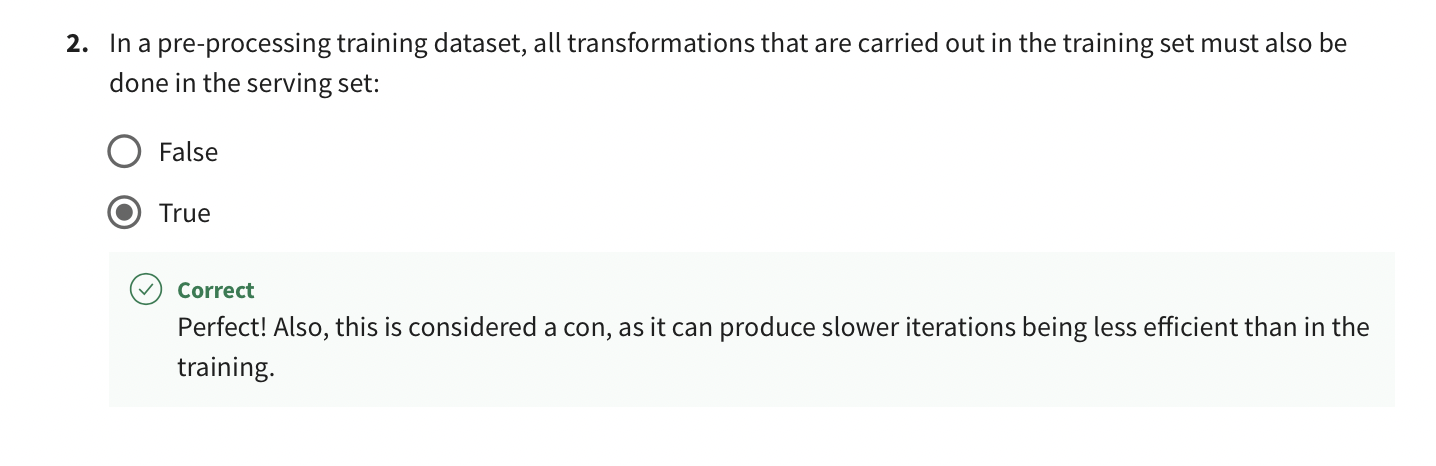 2. In a pre-processing training dataset, all transformations that are carried out in the training set must also be
done in the serving set:
False
True
Correct
Perfect! Also, this is considered a con, as it can produce slower iterations being less efficient than in the
training.